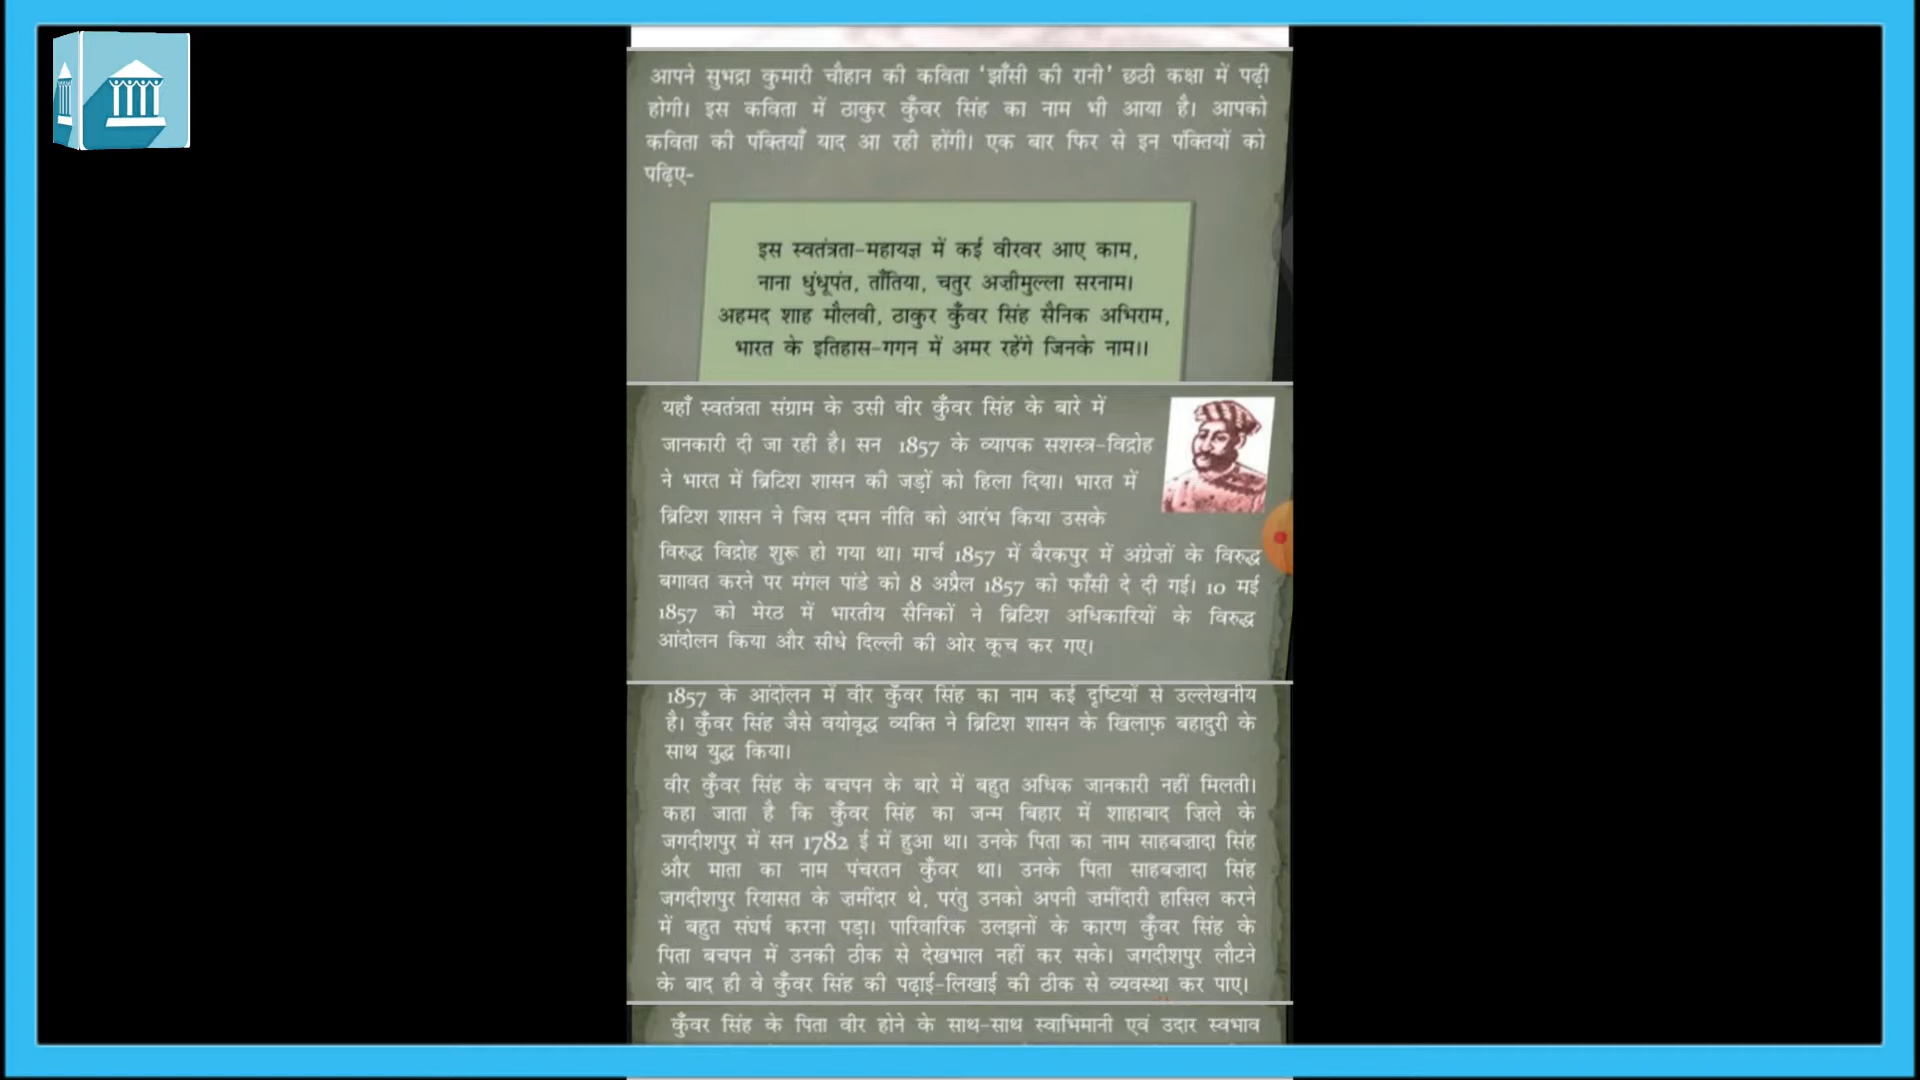 आपने सुभद्रा कुमारी चौहान की कविता ‘झाँसी की रानी’ छठी कक्षा में पढ़ी
होगी। इस कविता में ठाकुर कुँवर सिंह का नाम भी आया है। आपको
कविता की पंक्तियाँ याद आ रही होंगी। एक बार फिर से इन पंक्तियों को
पढ़िए-
इस स्वतंत्रता-महायज्ञ में कई वीरवर आए काम,
नाना धुंधूपंत, ताँतिया, चतुर अज़ीमुल्ला सरनाम।
अहमद शाह मौलवी, ठाकुर कुँवर सिंह सैनिक अभिराम,
भारत के इतिहास-गगन में अमर रहेंगे जिनके नाम।।
यहाँ स्वतंत्रता संग्राम के उसी वीर कुँवर सिंह के बारे में
जानकारी दी जा रही है। सन 1857 के व्यापक सशस्त्र-विद्रोह
ने भारत में ब्रिटिश शासन की जड़ों को हिला दिया। भारत में
ब्रिटिश शासन ने जिस दमन नीति को आरंभ किया उसके
विरुद्ध विद्रोह शुरू हो गया था। मार्च 1857 में बैरकपुर में अंग्रेज़ों के विरुद्ध
बगावत करने पर मंगल पांडे को 8 अप्रैल 1857 को फाँसी दे दी गई। 10 मई
1857 को मेरठ में भारतीय सैनिकों ने ब्रिटिश अधिकारियों के विरुद्ध
आंदोलन किया और सीधे दिल्ली की ओर कूच कर गए।
1857 के आंदोलन में वीर कुँवर सिंह का नाम कई दृष्टियों से उल्लेखनीय
है। कुँवर सिंह जैसे वयोवृद्ध व्यक्ति ने ब्रिटिश शासन के खिलाफ़ बहादुरी के
साथ युद्ध किया।
वीर कुँवर सिंह के बचपन के बारे में बहुत अधिक जानकारी नहीं मिलती।
कहा जाता है कि कुँवर सिंह का जन्म बिहार में शाहाबाद ज़िले के
जगदीशपुर में सन 1782 ई में हुआ था। उनके पिता का नाम साहबज़ादा सिंह
और माता का नाम पंचरतन कुँवर था। उनके पिता साहबज़ादा सिंह
जगदीशपुर रियासत के ज़मींदार थे, परंतु उनको अपनी ज़मींदारी हासिल करने
में बहुत संघर्ष करना पड़ा। पारिवारिक उलझनों के कारण कुँवर सिंह के
पिता बचपन में उनकी ठीक से देखभाल नहीं कर सके। जगदीशपुर लौटने
के बाद ही वे कुँवर सिंह की पढ़ाई-लिखाई की ठीक से व्यवस्था कर पाए।
कुँवर सिंह के पिता वीर होने के साथ-साथ स्वाभिमानी एवं उदार स्वभाव